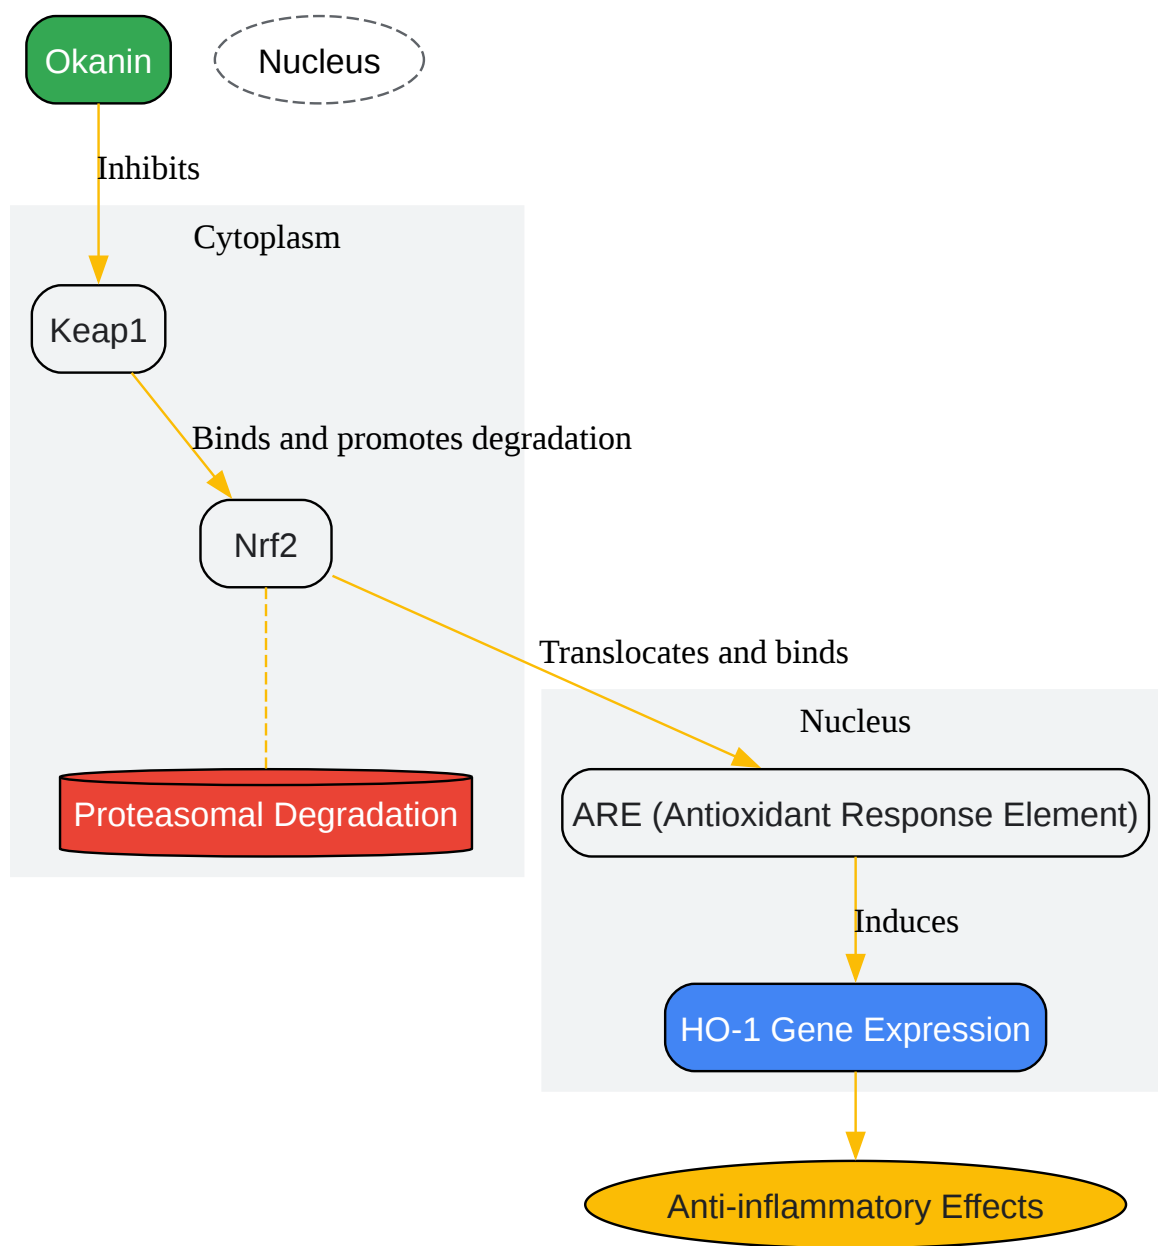 Okanin
Nucleus
Inhibits
Cytoplasm
Keap1
Binds and promotes degradation
Nrf2
Translocates and binds
Nucleus
Proteasomal Degradation
ARE (Antioxidant Response Element)
Induces
HO-1 Gene Expression
Anti-inflammatory Effects